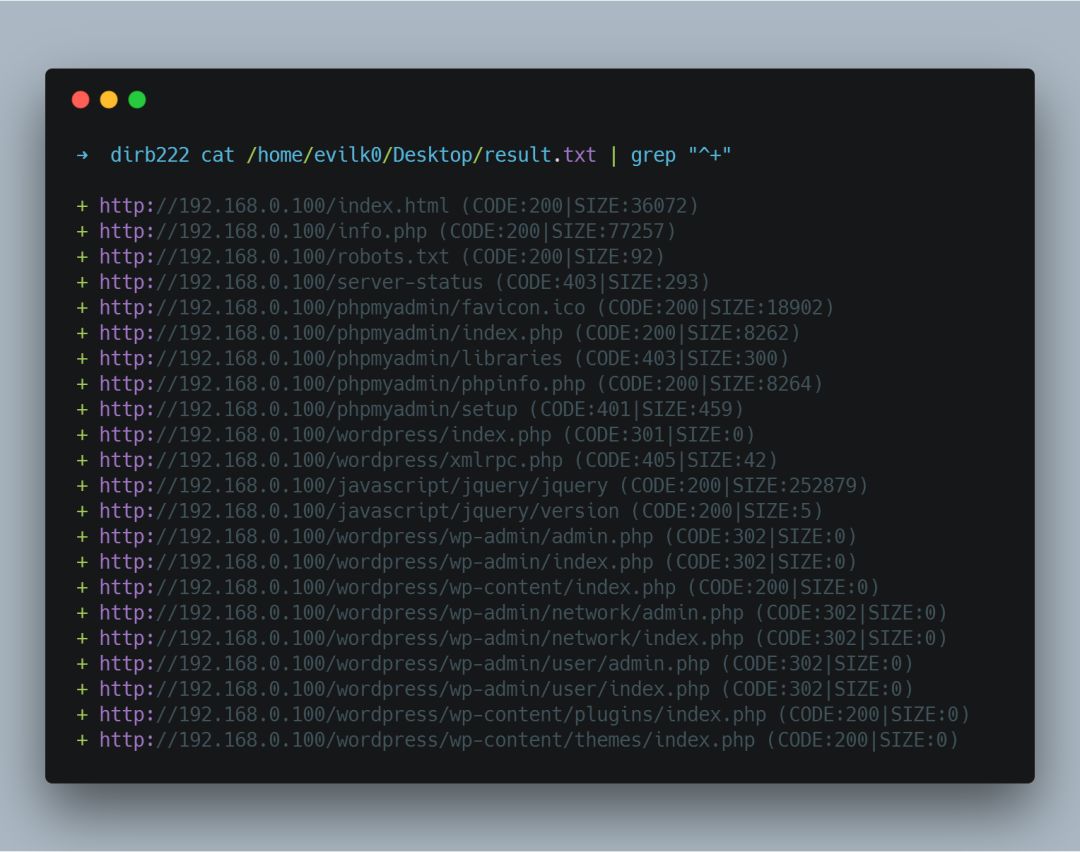 ➜ dirb222 cat /home/evilk0/Desktop/result.txt | grep "^+"
+ http://192.168.0.100/index.html (CODE:200|SIZE:36072)
+ http://192.168.0.100/info.php (CODE:200|SIZE:77257)
+ http://192.168.0.100/robots.txt (CODE:200|SIZE:92)
+ http://192.168.0.100/server-status (CODE:403|SIZE:293)
+ http://192.168.0.100/phpmyadmin/favicon.ico (CODE:200|SIZE:18902)
+ http://192.168.0.100/phpmyadmin/index.php (CODE:200|SIZE:8262)
+ http://192.168.0.100/phpmyadmin/libraries (CODE:403|SIZE:300)
+ http://192.168.0.100/phpmyadmin/phpinfo.php (CODE:200|SIZE:8264)
+ http://192.168.0.100/phpmyadmin/setup (CODE:401|SIZE:459)
+ http://192.168.0.100/wordpress/index.php (CODE:301|SIZE:0)
+ http://192.168.0.100/wordpress/xmlrpc.php (CODE:405|SIZE:42)
+ http://192.168.0.100/javascript/jquery/jquery (CODE:200|SIZE:252879)
+ http://192.168.0.100/javascript/jquery/version (CODE:200|SIZE:5)
+ http://192.168.0.100/wordpress/wp-admin/admin.php (CODE:302|SIZE:0)
+ http://192.168.0.100/wordpress/wp-admin/index.php (CODE:302|SIZE:0)
+ http://192.168.0.100/wordpress/wp-content/index.php (CODE:200|SIZE:0)
+ http://192.168.0.100/wordpress/wp-admin/network/admin.php (CODE:302|SIZE:0)
+ http://192.168.0.100/wordpress/wp-admin/network/index.php (CODE:302|SIZE:0)
+ http://192.168.0.100/wordpress/wp-admin/user/admin.php (CODE:302|SIZE:0)
+ http://192.168.0.100/wordpress/wp-admin/user/index.php (CODE:302|SIZE:0)
+ http://192.168.0.100/wordpress/wp-content/plugins/index.php (CODE:200|SIZE:0)
+ http://192.168.0.100/wordpress/wp-content/themes/index.php (CODE:200|SIZE:0)